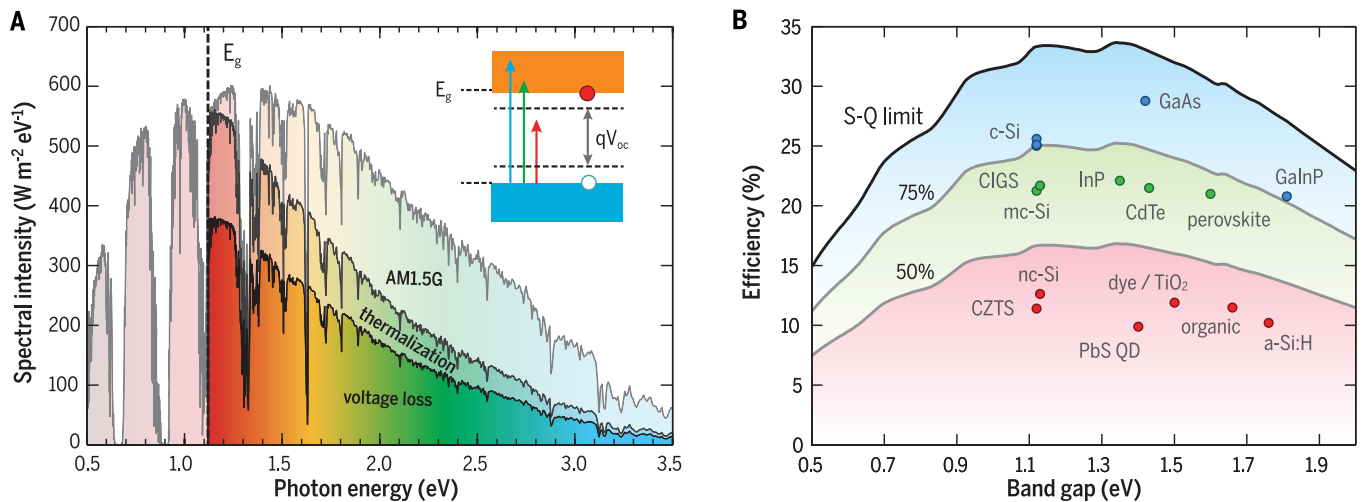 A
700
600
500
400
300
200
100
0
Spectral intensity (W m⁻² eV⁻¹)
E_g
E_g
qV_oc
AM1.5G
thermalization
voltage loss
0.5 1.0 1.5 2.0 2.5 3.0 3.5
Photon energy (eV)
B
35
30
25
20
15
10
5
0
Efficiency (%)
S-Q limit
GaAs
c-Si
75%
CIGS
InP
GaInP
mc-Si
CdTe
perovskite
50%
nc-Si
dye / TiO₂
CZTS
organic
PbS QD
a-Si:H
0.5 0.7 0.9 1.1 1.3 1.5 1.7 1.9
Band gap (eV)